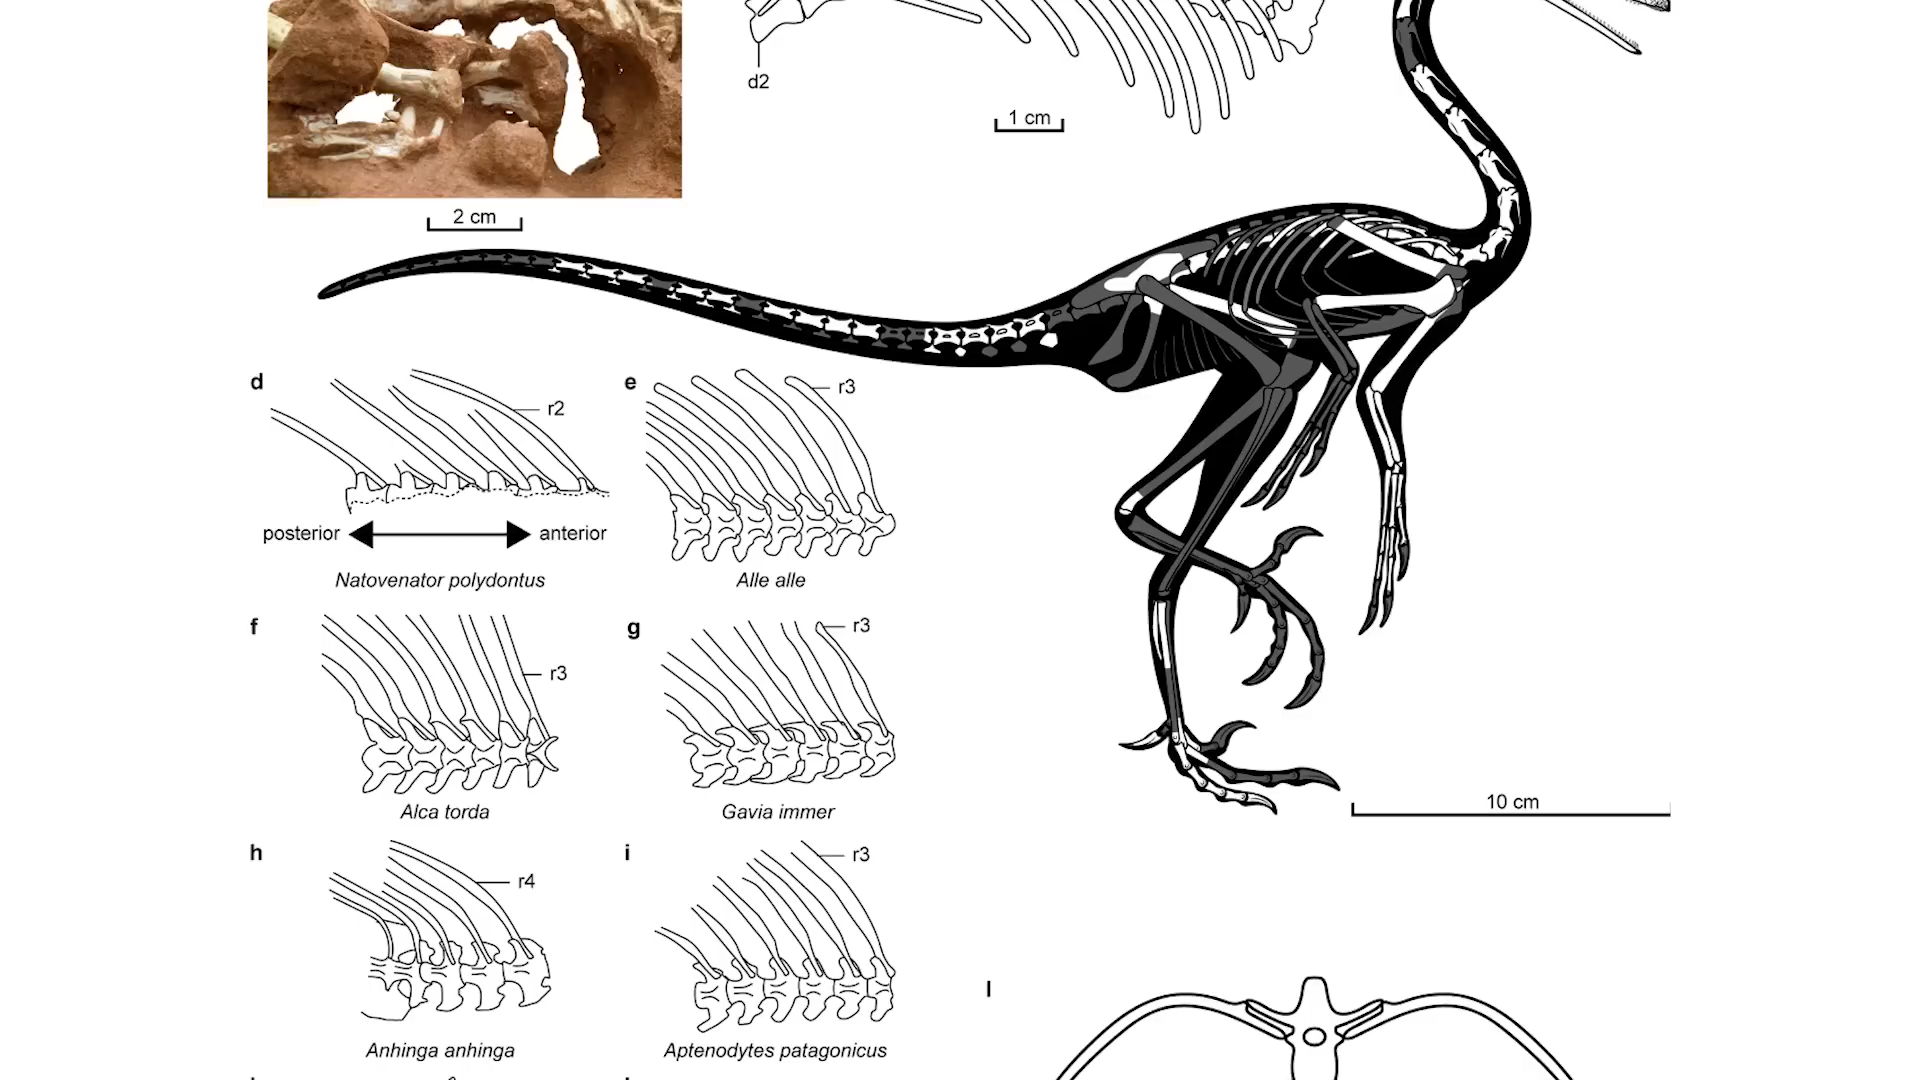 d2
1 cm
2 cm
d
r2
e
r3
posterior
anterior
Natovenator polydontus
Alle alle
f
r3
g
r3
Alca torda
Gavia immer
10 cm
h
r4
i
r3
l
Anhinga anhinga
Aptenodytes patagonicus